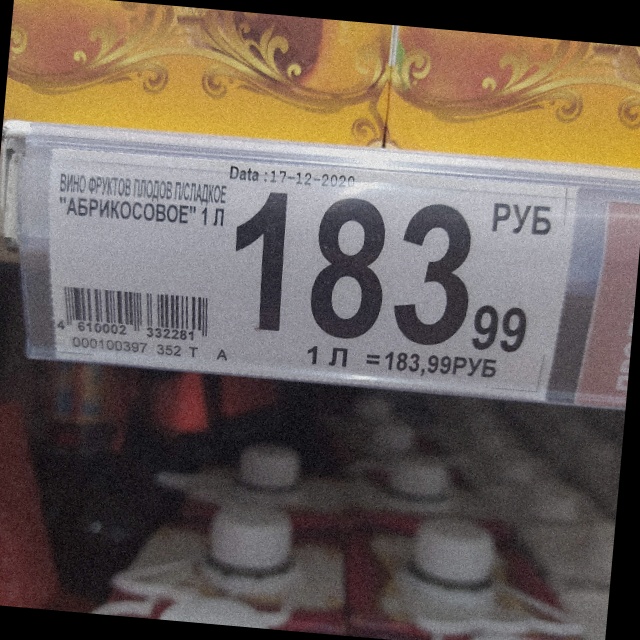 Data :17-12-2020
ВИНО ФРУКТОВ ПЛОДОВ П/СЛАДКОЕ
"АБРИКОСОВОЕ" 1 Л
183 99 РУБ
4 610002 332281
000100397 352 Т А
1 Л =183,99РУБ